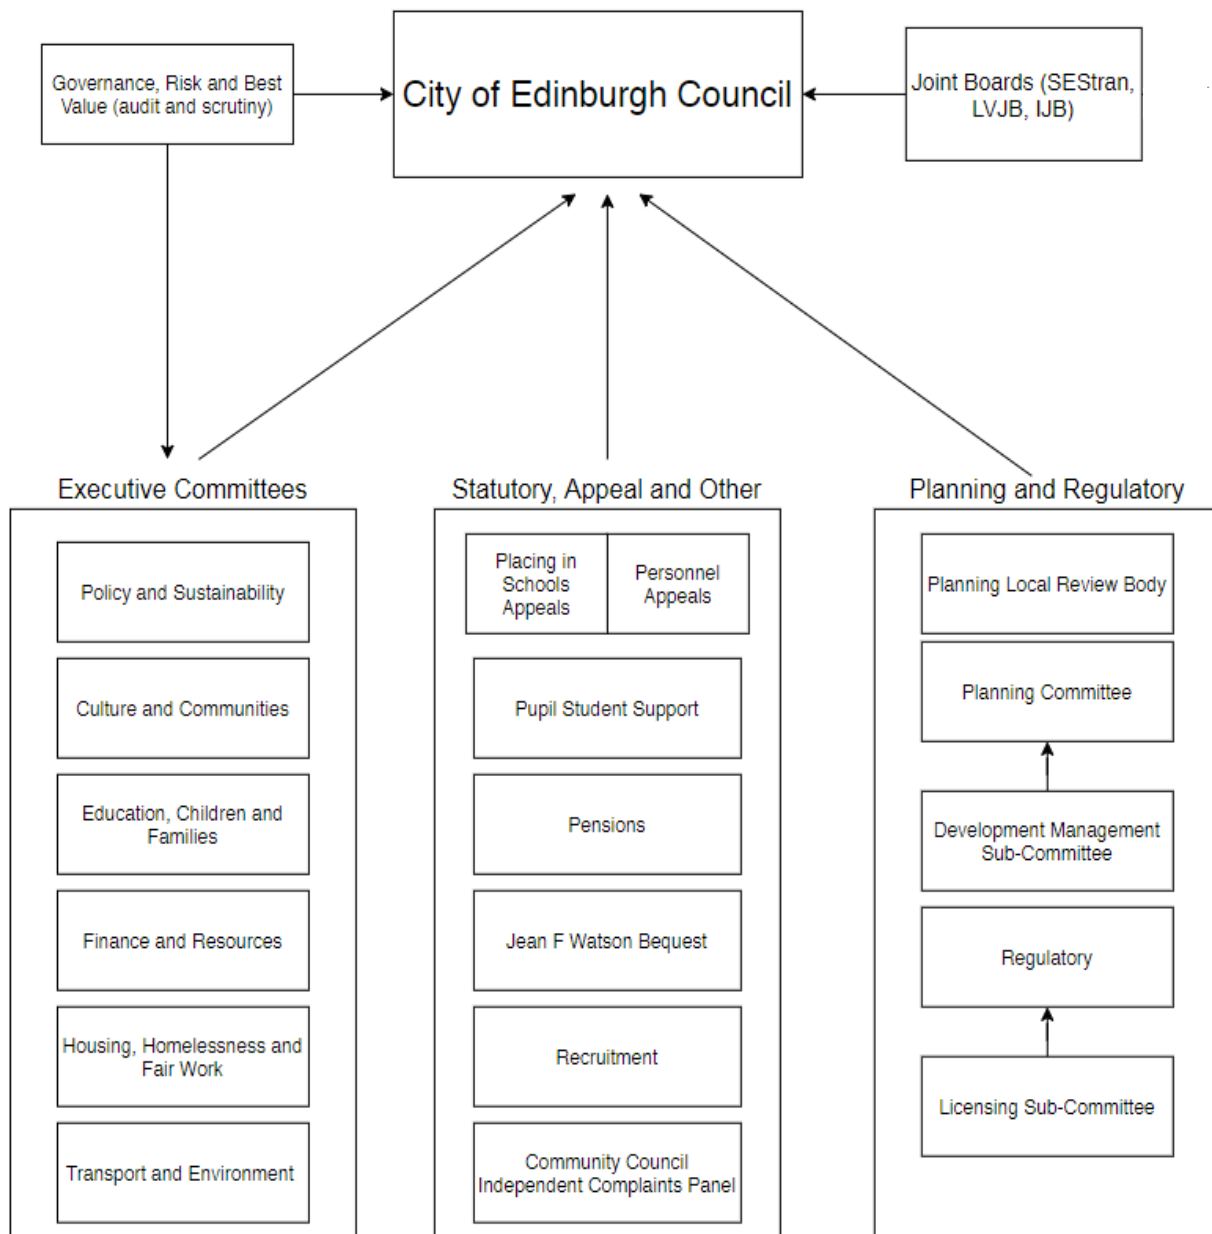 Governance, Risk and Best
Value (audit and scrutiny)
City of Edinburgh Council
Joint Boards (SEStran,
LVJB, IJB)
Executive Committees
Policy and Sustainability
Culture and Communities
Education, Children and
Families
Finance and Resources
Housing, Homelessness and
Fair Work
Transport and Environment
Statutory, Appeal and Other
Placing in
Schools
Appeals
Personnel
Appeals
Pupil Student Support
Pensions
Jean F Watson Bequest
Recruitment
Community Council
Independent Complaints Panel
Planning and Regulatory
Planning Local Review Body
Planning Committee
Development Management
Sub-Committee
Regulatory
Licensing Sub-Committee